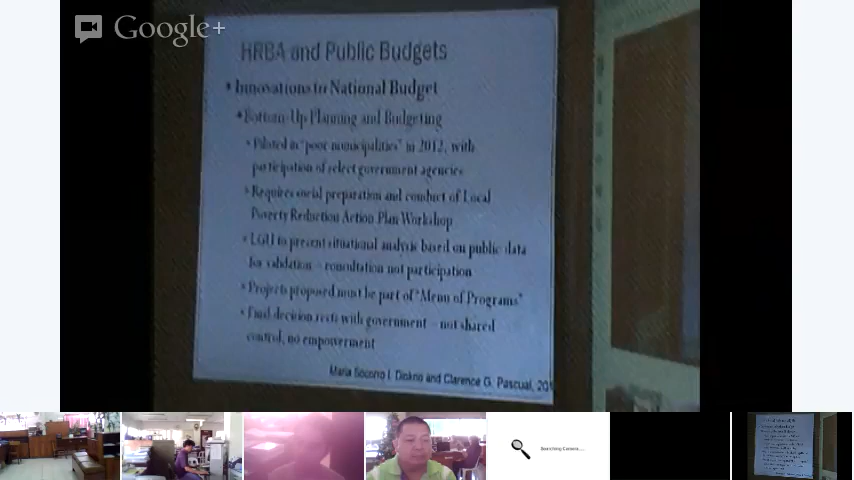 Google+
HRBA and Public Budgets
• Innovations to National Budget
• Bottom-Up Planning and Budgeting
• Piloted in "poor municipalities" in 2012, with
participation of select government agencies
• Requires social preparation and conduct of Local
Poverty Reduction Action Plan Workshop
• LGU to present situational analysis based on public data
for validation – consultation not participation
• Projects proposed must be part of "Menu of Programs"
• Final decision rests with government – not shared
control, no empowerment
Maria Socorro I. Diokno and Clarence G. Pascual, 201
Searching Camera....